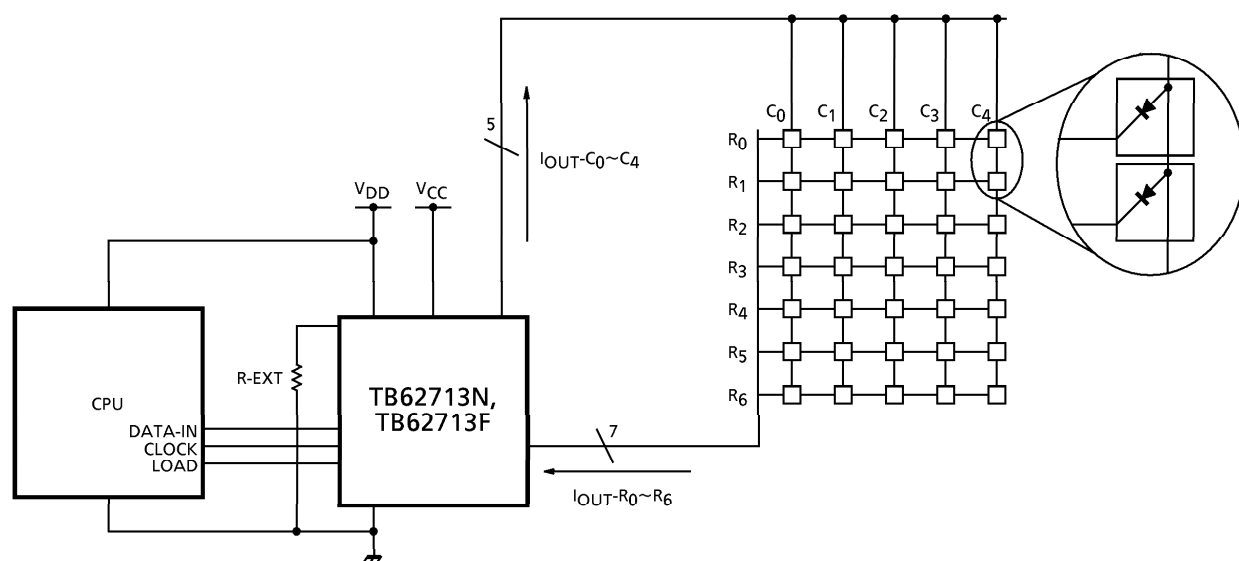 C0 C1 C2 C3 C4
5
R0
IOUT-C0~C4
R1
VDD VCC
R2
R3
R4
R5
R-EXT
R6
TB62713N,
TB62713F
CPU
DATA-IN
CLOCK
LOAD
7
IOUT-R0~R6